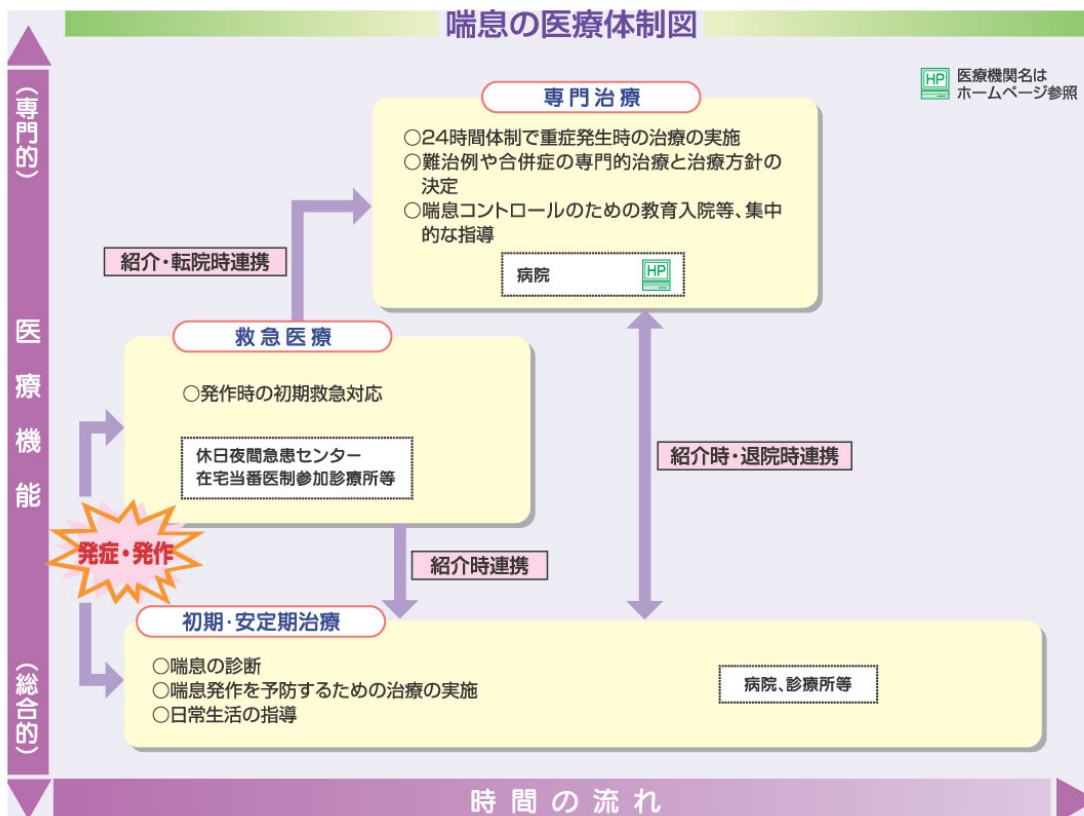 喘息の医療体制図
HP
医療機関名は
ホームページ参照
(専門的)
医療機能
(総合的)
専門治療
○24時間体制で重症発生時の治療の実施
○難治例や合併症の専門的治療と治療方針の
決定
○喘息コントロールのための教育入院等、集中
的な指導
病院
HP
紹介・転院時連携
救急医療
○発作時の初期救急対応
休日夜間急患センター
在宅当番医制参加診療所等
紹介時・退院時連携
発症・発作
紹介時連携
初期・安定期治療
○喘息の診断
○喘息発作を予防するための治療の実施
○日常生活の指導
病院、診療所等
時間の流れ